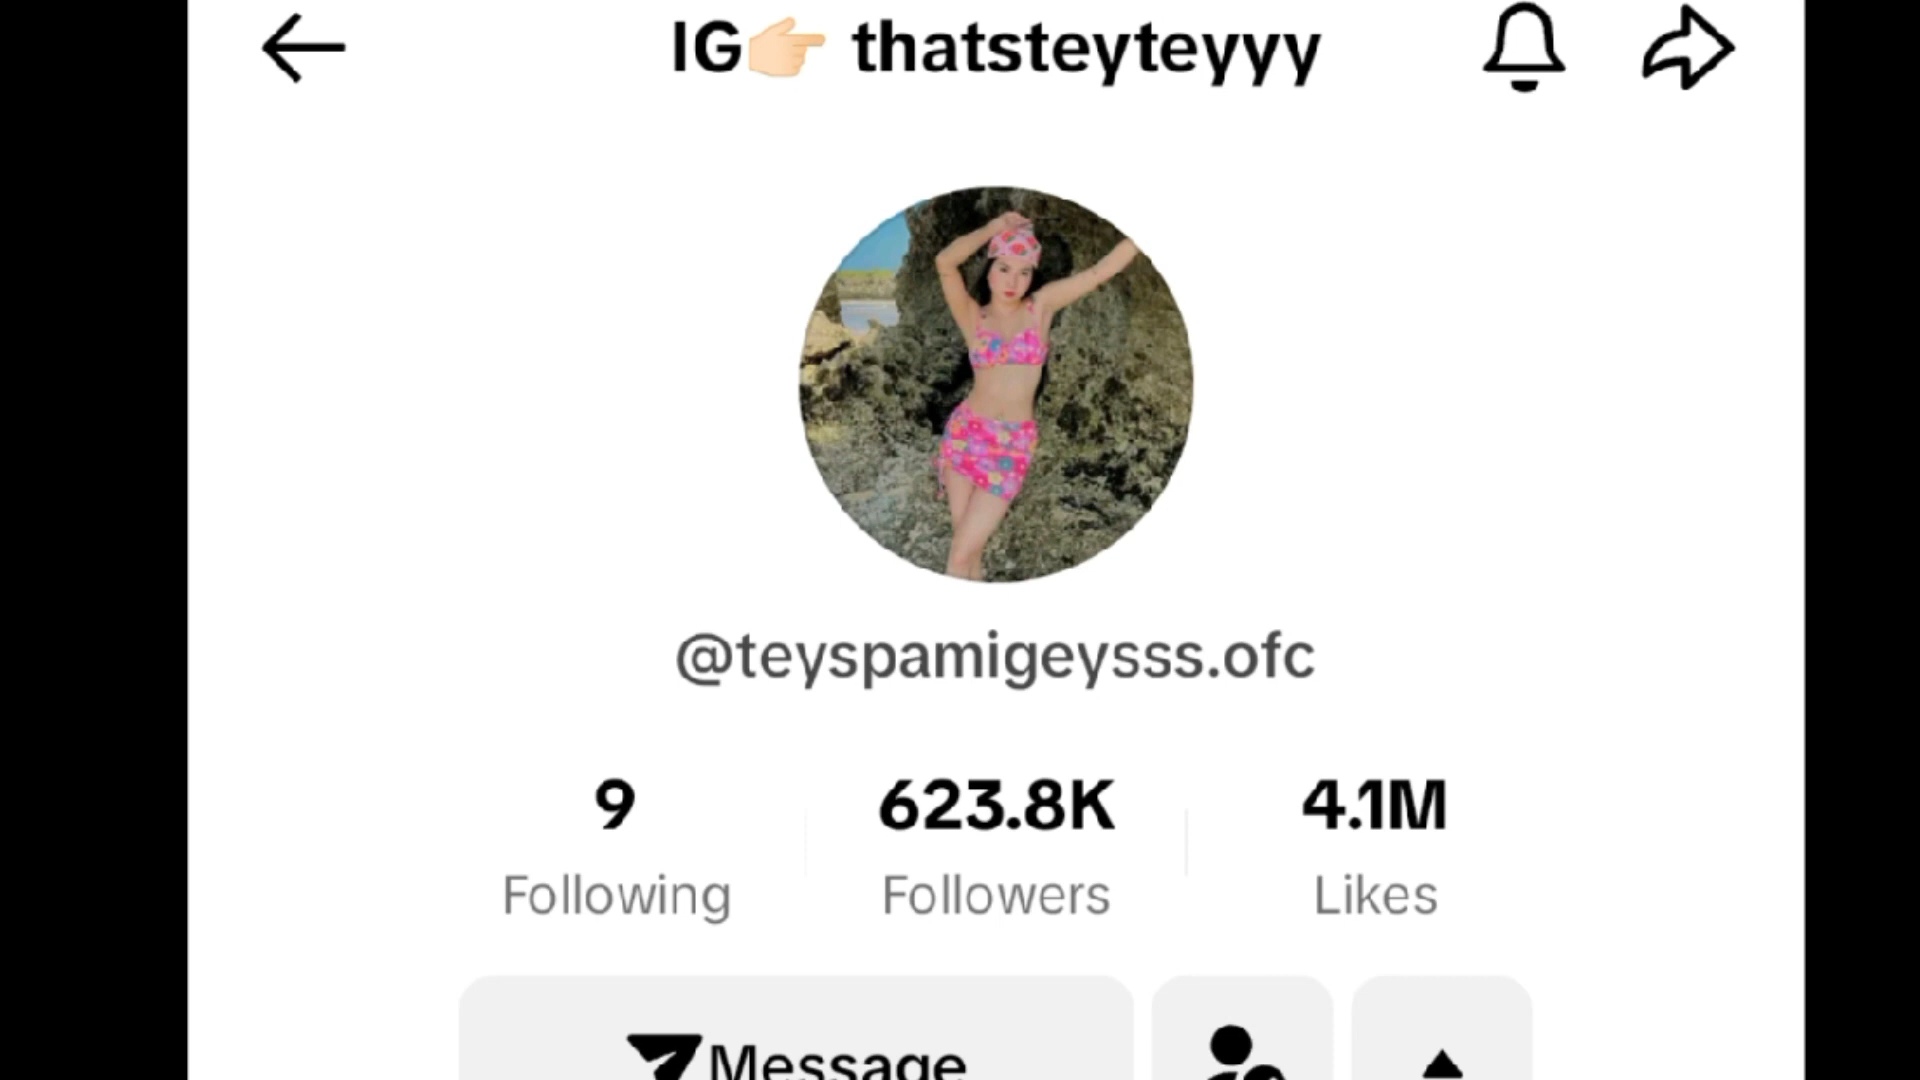 IG👉🏻 thatsteyteyyy
@teyspamigeysss.ofc
9 623.8K 4.1M
Following Followers Likes
Message